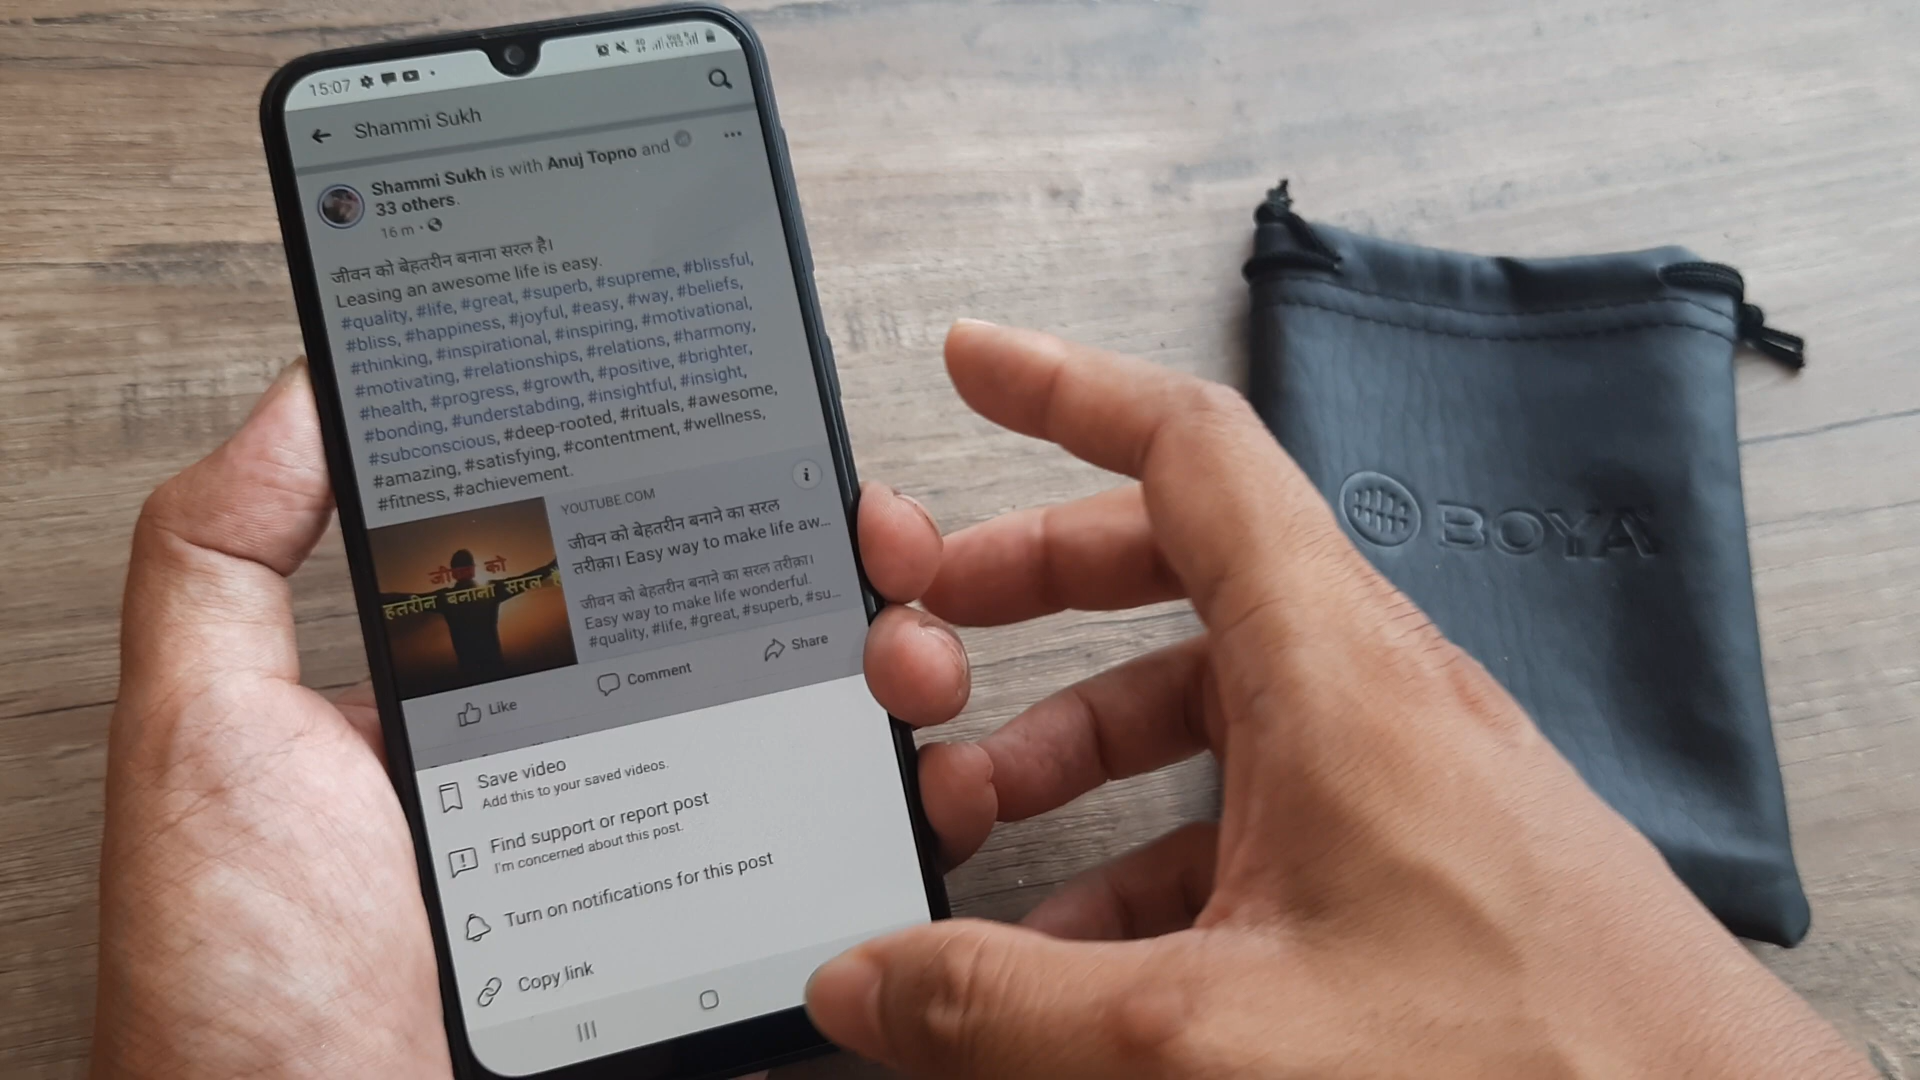 15:07
Shammi Sukh
Shammi Sukh is with Anuj Topno and
33 others.
16 m
जीवन को बेहतरीन बनाना सरल है।
Leasing an awesome life is easy.
#quality, #life, #great, #superb, #supreme, #blissful,
#bliss, #happiness, #joyful, #easy, #way, #beliefs,
#thinking, #inspirational, #inspiring, #motivational,
#motivating, #relationships, #relations, #harmony,
#health, #progress, #growth, #positive, #brighter,
#bonding, #understabding, #insightful, #insight,
#subconscious, #deep-rooted, #rituals, #awesome,
#amazing, #satisfying, #contentment, #wellness,
#fitness, #achievement.
जीवन को
हतरीन बनाना सरल है
YOUTUBE.COM
जीवन को बेहतरीन बनाने का सरल
तरीक़ा। Easy way to make life aw...
जीवन को बेहतरीन बनाने का सरल तरीक़ा।
Easy way to make life wonderful.
#quality, #life, #great, #superb, #su...
Like
Comment
Share
Save video
Add this to your saved videos.
Find support or report post
I'm concerned about this post.
Turn on notifications for this post
Copy link
BOYA